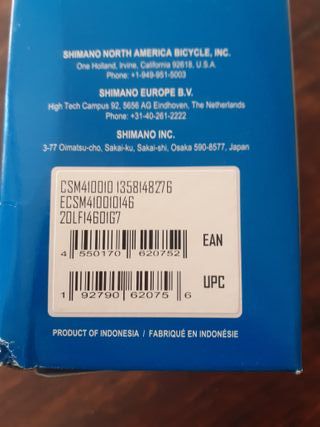 SHIMANO NORTH AMERICA BICYCLE, INC.
One Holland, Irvine, California 92618, U.S.A
Phone: +1-949-951-5003
SHIMANO EUROPE B.V.
High Tech Campus 92, 5656 AG Eindhoven, The Netherlands
Phone: +31-40-261-2222
SHIMANO INC.
3-77 Oimatsu-cho, Sakai-ku, Sakai-shi, Osaka 590-8577, Japan
CSM410010 1358148276
ECSM410010146
20LF14601G7
4 550170 620752 EAN
1 92790 62075 6 UPC
PRODUCT OF INDONESIA / FABRIQUÉ EN INDONÉSIE